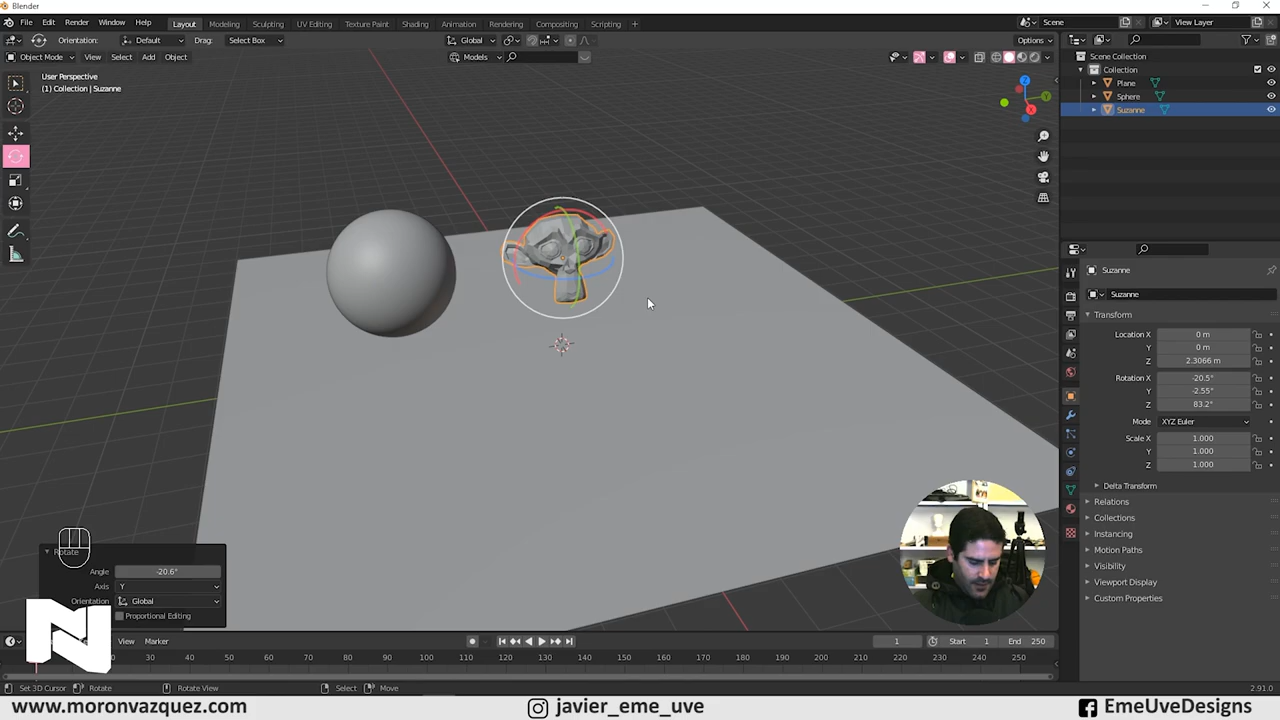 Blender
File Edit Render Window Help
Layout Modeling Sculpting UV Editing Texture Paint Shading Animation Rendering Compositing Scripting +
Scene View Layer
Orientation: Default Drag: Select Box Global Options
Object Mode View Select Add Object Models
User Perspective
(1) Collection | Suzanne
Z
Y
X
Scene Collection
Collection
Plane
Sphere
Suzanne
Suzanne
Suzanne
Transform
Location X 0 m
Y 0 m
Z 2.3066 m
Rotation X -20.5°
Y -2.55°
Z 83.2°
Mode XYZ Euler
Scale X 1.000
Y 1.000
Z 1.000
Delta Transform
Relations
Collections
Instancing
Motion Paths
Visibility
Viewport Display
Custom Properties
Rotate
Angle -20.6°
Axis Y
Orientation Global
Proportional Editing
N
View Marker 1 Start 1 End 250
20 30 40 50 60 70 80 90 100 110 120 130 140 150 160 170 180 190 200 210 220 230 240 250
Set 3D Cursor Rotate Rotate View Select Move 2.91.0
www.moronvazquez.com javier_eme_uve EmeUveDesigns